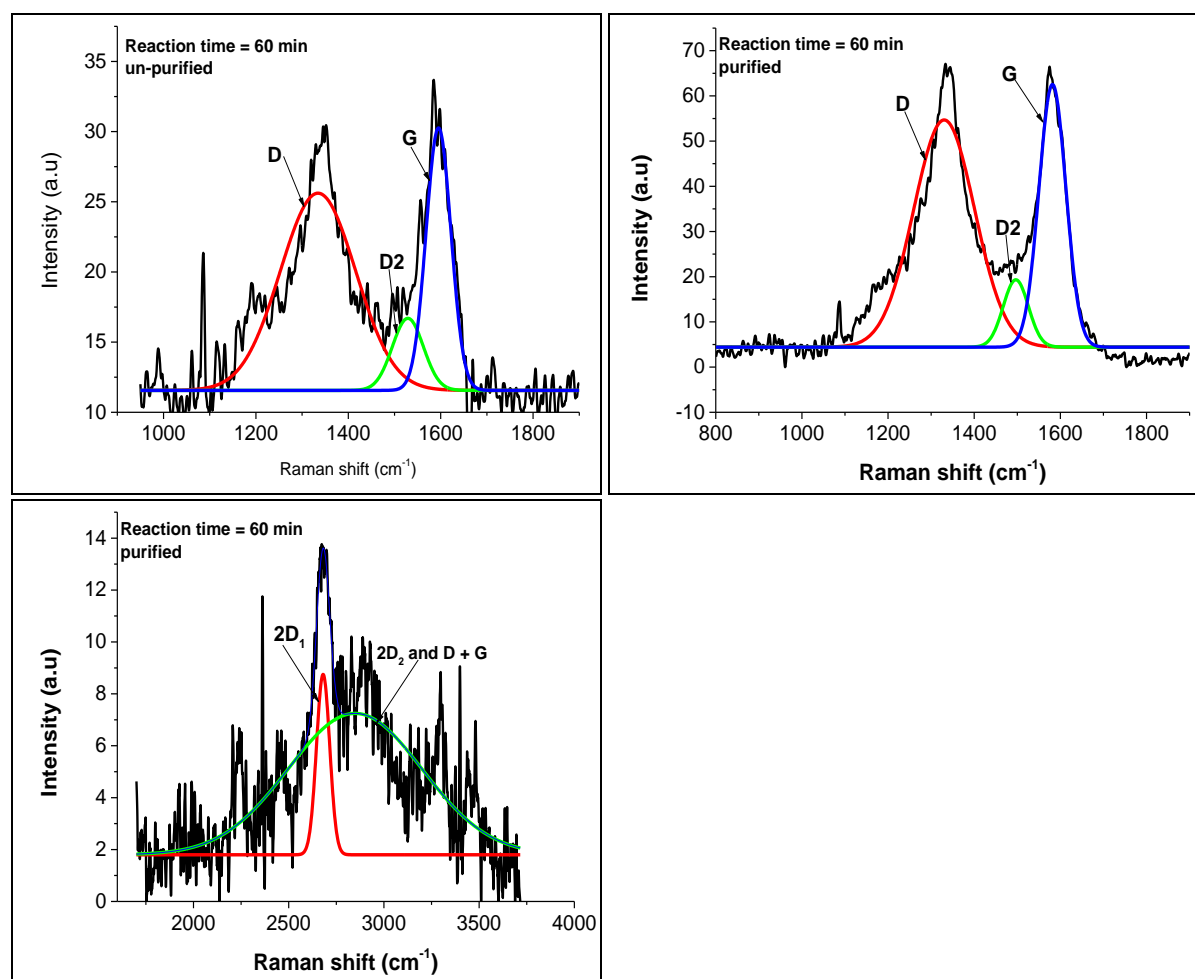 Reaction time = 60 min
un-purified
D
D2
G
35
30
25
20
15
10
Intensity (a.u)
1000
1200
1400
1600
1800
Raman shift (cm⁻¹)
Reaction time = 60 min
purified
D
D2
G
70
60
50
40
30
20
10
0
-10
Intensity (a.u)
800
1000
1200
1400
1600
1800
Raman shift (cm⁻¹)
Reaction time = 60 min
purified
2D₁
2D₂ and D + G
14
12
10
8
6
4
2
0
Intensity (a.u)
2000
2500
3000
3500
4000
Raman shift (cm⁻¹)